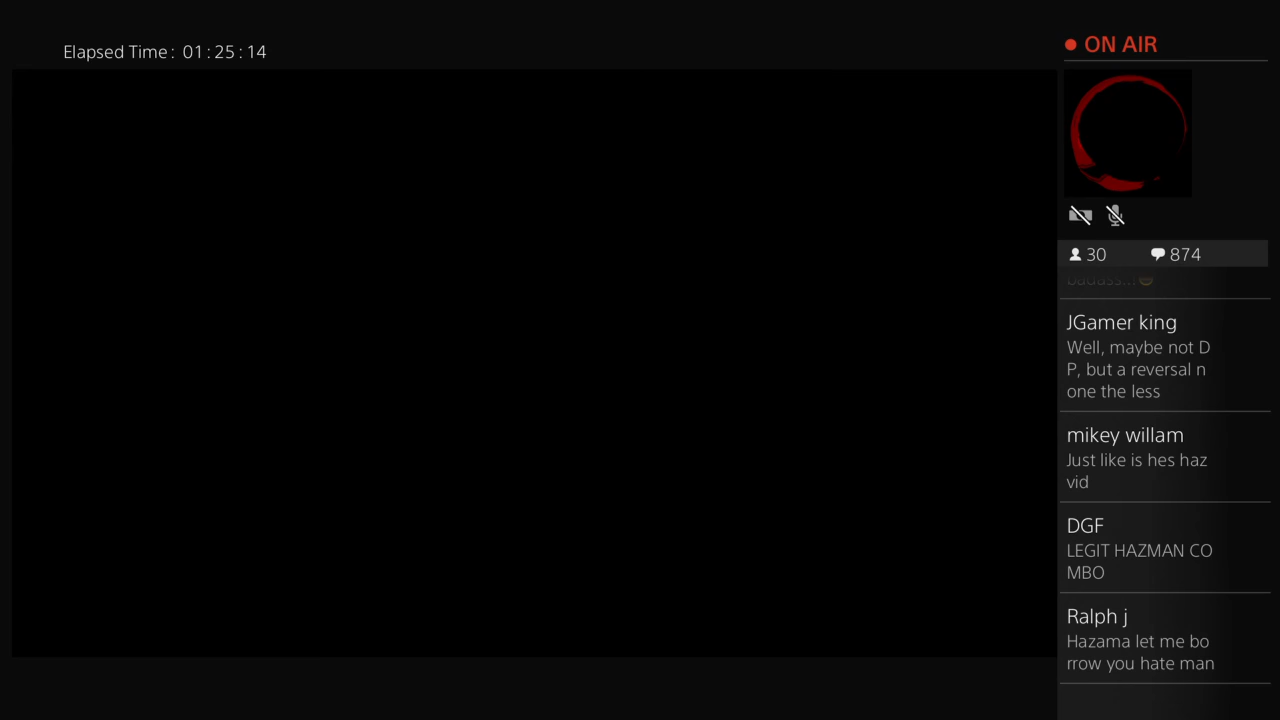 Elapsed Time: 01:25:14
ON AIR
30 874
badass...
JGamer king
Well, maybe not D
P, but a reversal n
one the less
mikey willam
Just like is hes haz
vid
DGF
LEGIT HAZMAN CO
MBO
Ralph j
Hazama let me bo
rrow you hate man